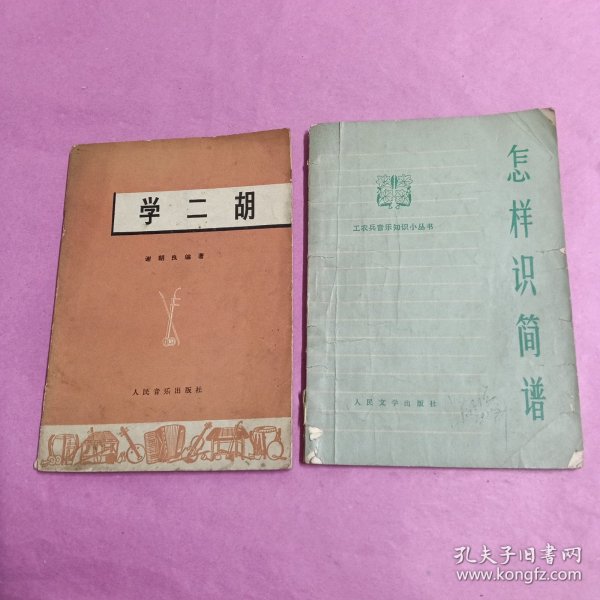 学二胡
谢朝良编著
人民音乐出版社
工农兵音乐知识小丛书
怎样识简谱
人民文学出版社
孔夫子旧书网
www.kongfz.com